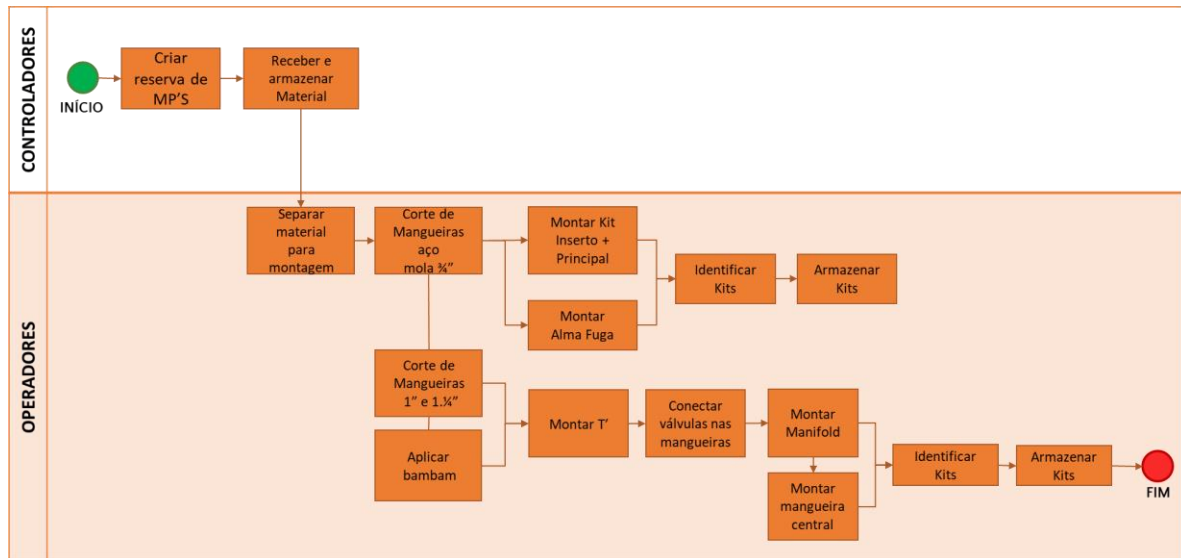 CONTROLADORES
INÍCIO
Criar
reserva de
MP'S
Receber e
armazenar
Material
OPERADORES
Separar
material
para
montagem
Corte de
Mangueiras
aço
mola ¾"
Montar Kit
Inserto +
Principal
Montar
Alma Fuga
Identificar
Kits
Armazenar
Kits
Corte de
Mangueiras
1" e 1.¼"
Aplicar
bambam
Montar T'
Conectar
válvulas nas
mangueiras
Montar
Manifold
Montar
mangueira
central
Identificar
Kits
Armazenar
Kits
FIM